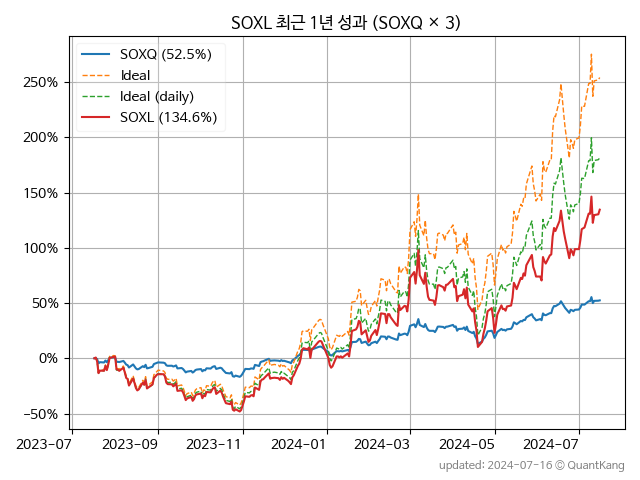 SOXL 최근 1년 성과 (SOXQ × 3)
SOXQ (52.5%)
Ideal
Ideal (daily)
SOXL (134.6%)
250%
200%
150%
100%
50%
0%
−50%
2023-07
2023-09
2023-11
2024-01
2024-03
2024-05
2024-07
updated: 2024-07-16 © QuantKang